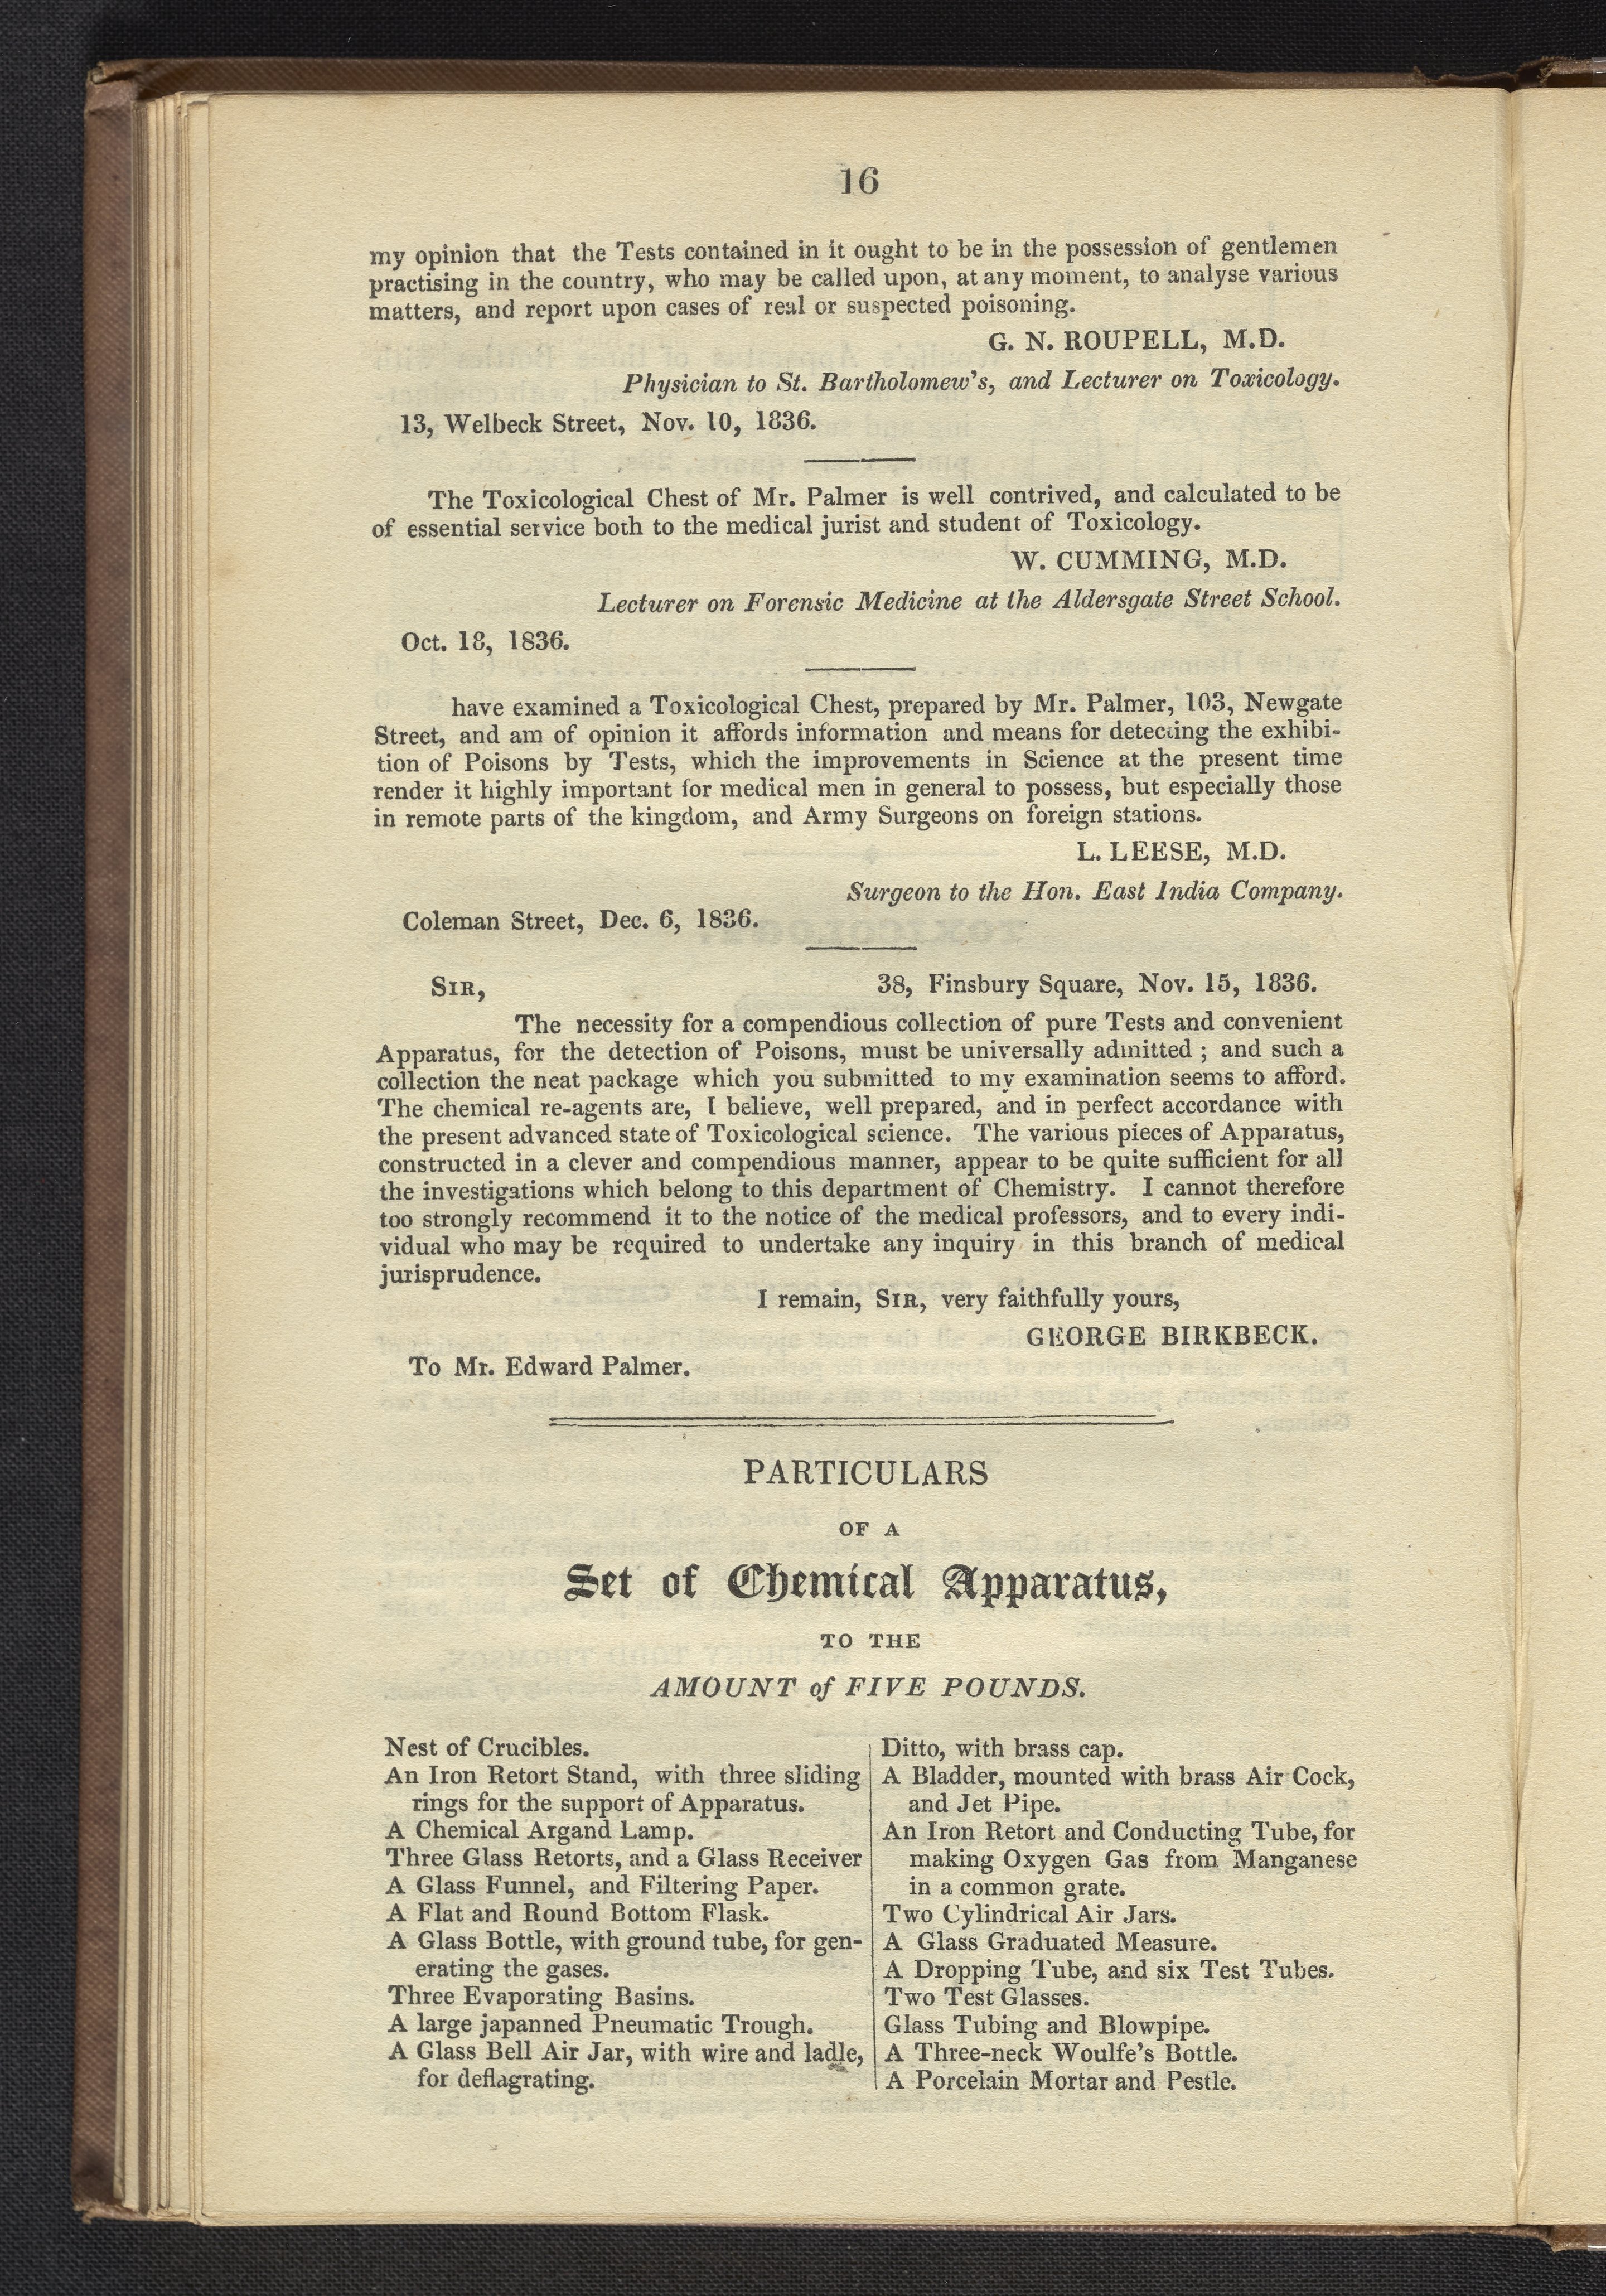 16
my opinion that the Tests contained in it ought to be in the possession of gentlemen
practising in the country, who may be called upon, at any moment, to analyse various
matters, and report upon cases of real or suspected poisoning.
G. N. ROUPELL, M.D.
Physician to St. Bartholomew's, and Lecturer on Toxicology.
13, Welbeck Street, Nov. 10, 1836.
The Toxicological Chest of Mr. Palmer is well contrived, and calculated to be
of essential service both to the medical jurist and student of Toxicology.
W. CUMMING, M.D.
Lecturer on Forensic Medicine at the Aldersgate Street School.
Oct. 18, 1836.
have examined a Toxicological Chest, prepared by Mr. Palmer, 103, Newgate
Street, and am of opinion it affords information and means for detecting the exhibi-
tion of Poisons by Tests, which the improvements in Science at the present time
render it highly important for medical men in general to possess, but especially those
in remote parts of the kingdom, and Army Surgeons on foreign stations.
L. LEESE, M.D.
Surgeon to the Hon. East India Company.
Coleman Street, Dec. 6, 1836.
SIR, 38, Finsbury Square, Nov. 15, 1836.
The necessity for a compendious collection of pure Tests and convenient
Apparatus, for the detection of Poisons, must be universally admitted ; and such a
collection the neat package which you submitted to my examination seems to afford.
The chemical re-agents are, I believe, well prepared, and in perfect accordance with
the present advanced state of Toxicological science. The various pieces of Apparatus,
constructed in a clever and compendious manner, appear to be quite sufficient for all
the investigations which belong to this department of Chemistry. I cannot therefore
too strongly recommend it to the notice of the medical professors, and to every indi-
vidual who may be required to undertake any inquiry in this branch of medical
jurisprudence.
I remain, SIR, very faithfully yours,
GEORGE BIRKBECK.
To Mr. Edward Palmer.
PARTICULARS
OF A
Set of Chemical Apparatus,
TO THE
AMOUNT of FIVE POUNDS.
Nest of Crucibles.
An Iron Retort Stand, with three sliding
rings for the support of Apparatus.
A Chemical Argand Lamp.
Three Glass Retorts, and a Glass Receiver
A Glass Funnel, and Filtering Paper.
A Flat and Round Bottom Flask.
A Glass Bottle, with ground tube, for gen-
erating the gases.
Three Evaporating Basins.
A large japanned Pneumatic Trough.
A Glass Bell Air Jar, with wire and ladle,
for deflagrating.
Ditto, with brass cap.
A Bladder, mounted with brass Air Cock,
and Jet Pipe.
An Iron Retort and Conducting Tube, for
making Oxygen Gas from Manganese
in a common grate.
Two Cylindrical Air Jars.
A Glass Graduated Measure.
A Dropping Tube, and six Test Tubes.
Two Test Glasses.
Glass Tubing and Blowpipe.
A Three-neck Woulfe's Bottle.
A Porcelain Mortar and Pestle.